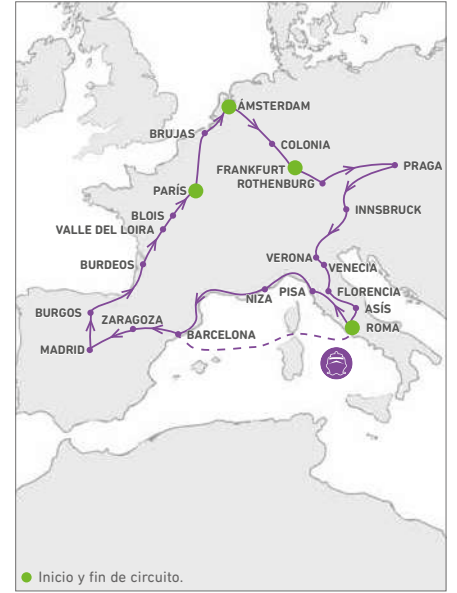 ÁMSTERDAM
BRUJAS
COLONIA
FRANKFURT
ROTHENBURG
PRAGA
PARÍS
BLOIS
VALLE DEL LOIRA
INNSBRUCK
BURDEOS
VERONA
VENECIA
NIZA
PISA
FLORENCIA
BURGOS
ZARAGOZA
ASÍS
MADRID
BARCELONA
ROMA
Inicio y fin de circuito.